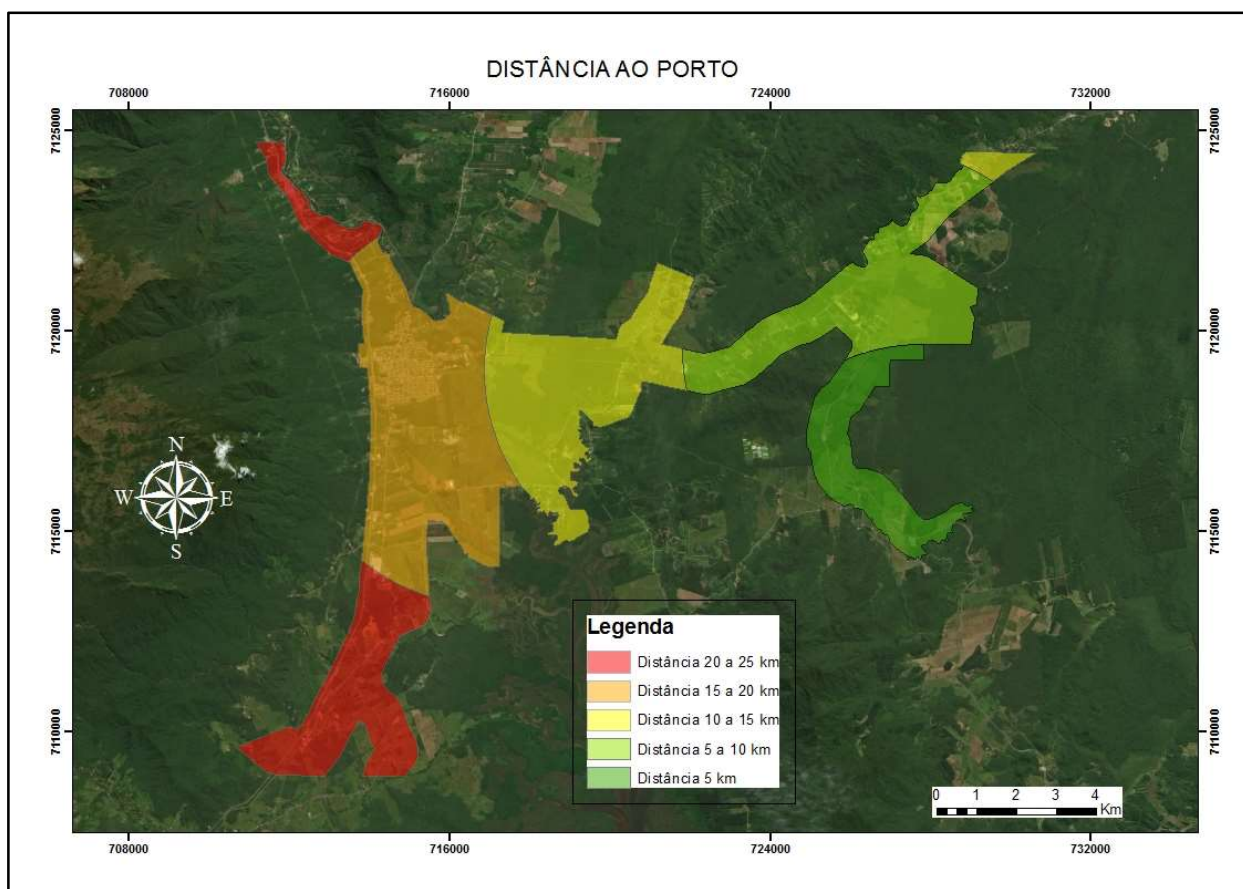 DISTÂNCIA AO PORTO
708000
716000
724000
732000
7125000
7125000
7120000
7120000
N
W E
S
7115000
7115000
Legenda
Distância 20 a 25 km
Distância 15 a 20 km
Distância 10 a 15 km
Distância 5 a 10 km
Distância 5 km
7110000
7110000
0 1 2 3 4
Km
708000
716000
724000
732000